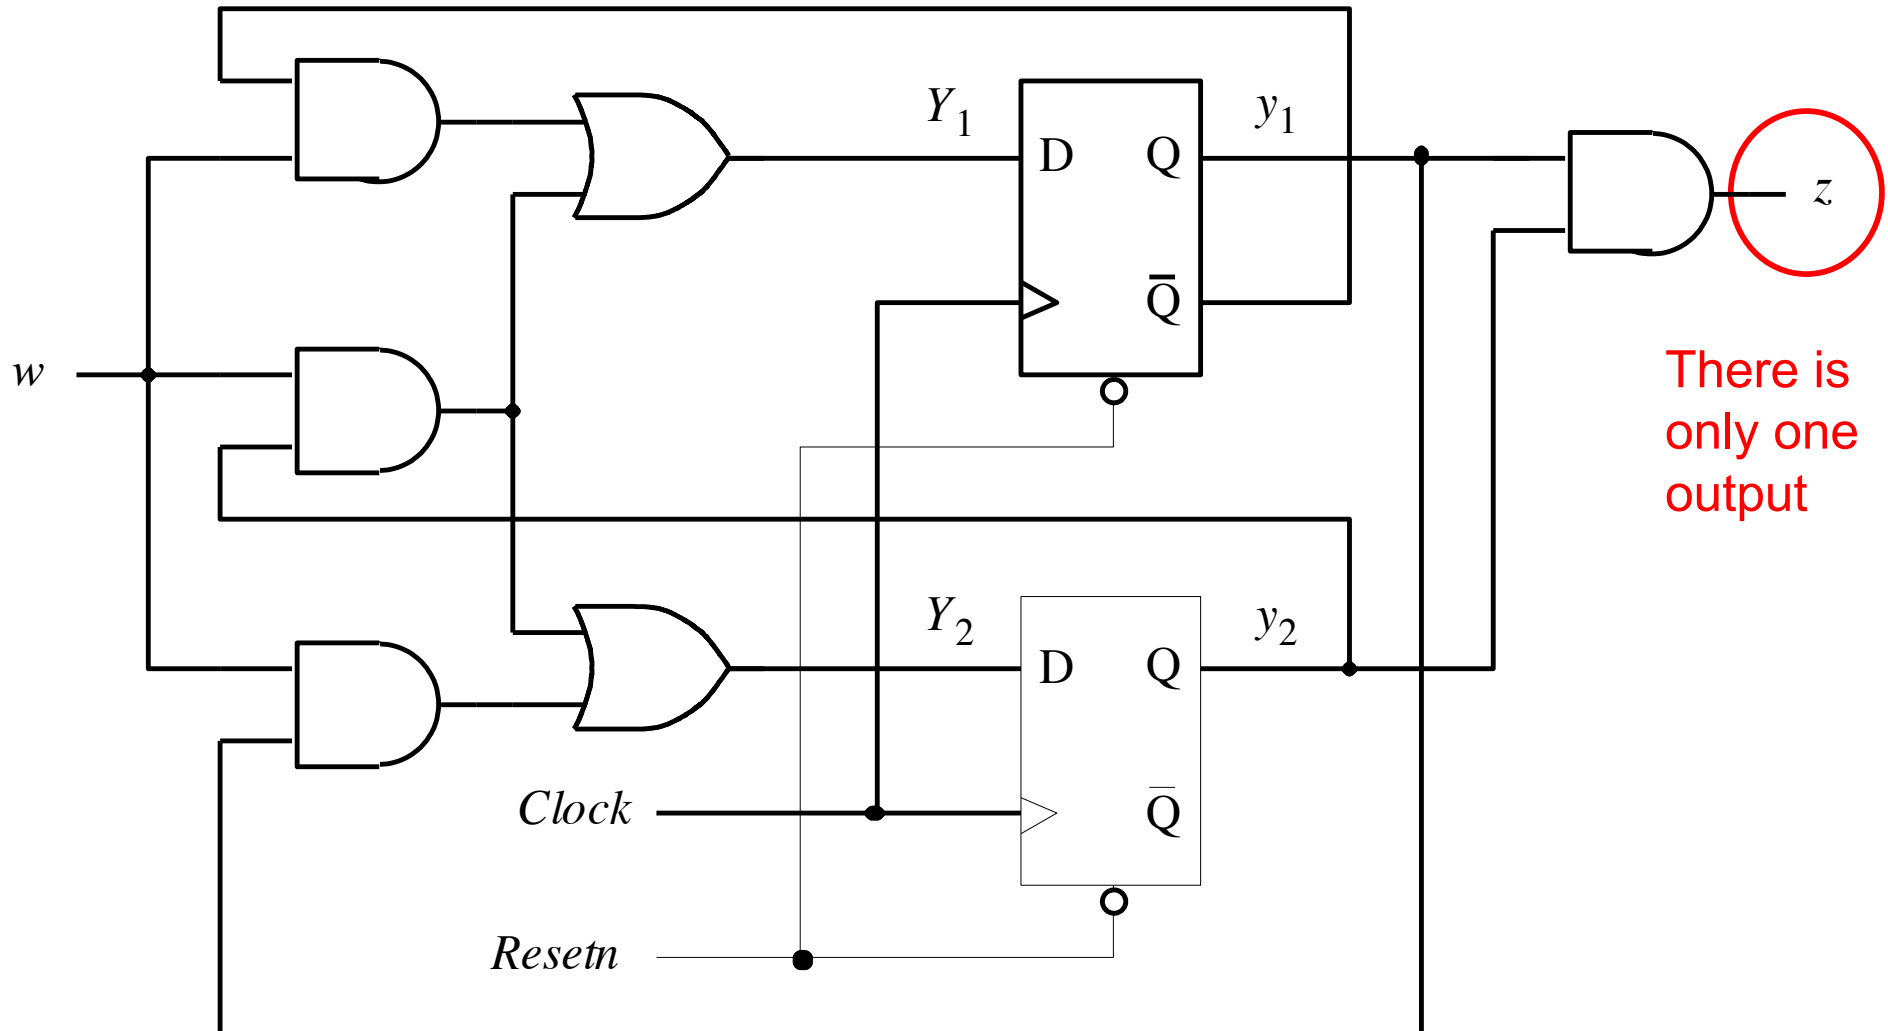 Y1
y1
D
Q
z
Q̄
w
There is
only one
output
Y2
y2
D
Q
Clock
Q̄
Resetn